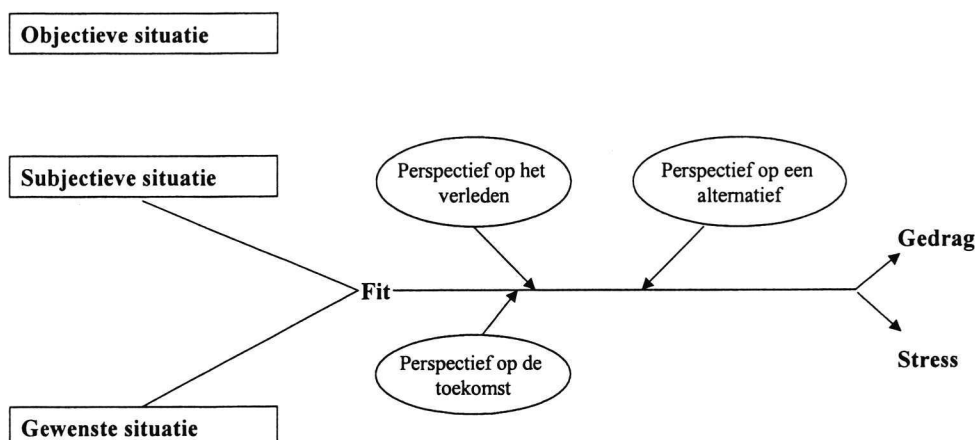 Objectieve situatie
Subjectieve situatie
Perspectief op het
verleden
Perspectief op een
alternatief
Gedrag
Fit
Perspectief op de
toekomst
Stress
Gewenste situatie